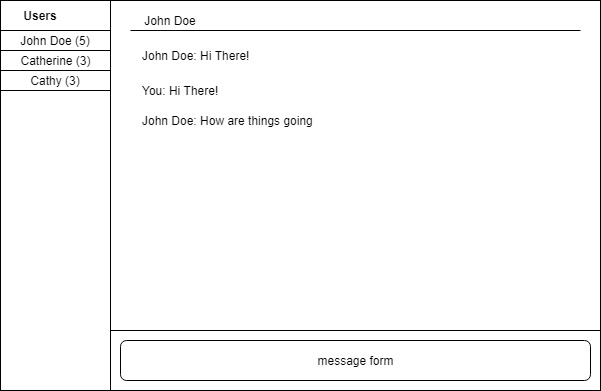 Users
John Doe (5)
Catherine (3)
Cathy (3)
John Doe
John Doe: Hi There!
You: Hi There!
John Doe: How are things going
message form